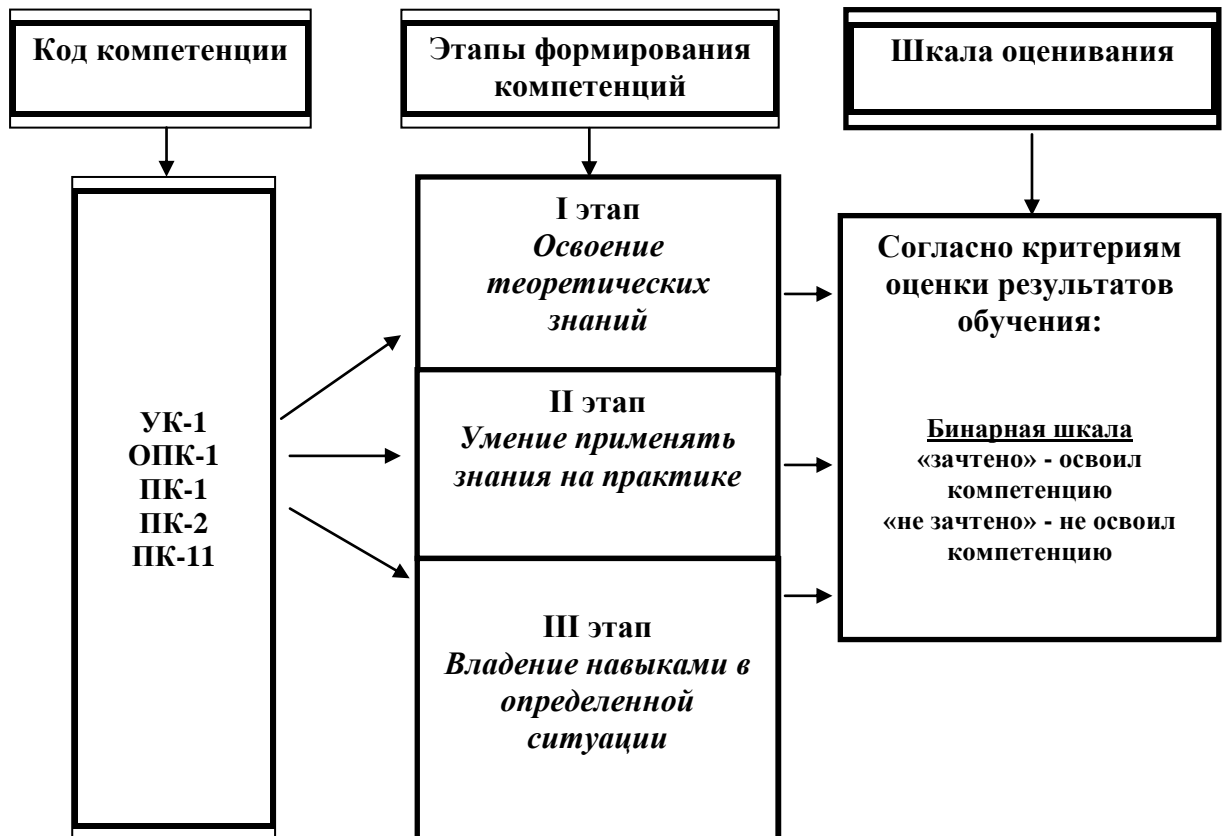 Код компетенции
Этапы формирования
компетенций
Шкала оценивания
УК-1
ОПК-1
ПК-1
ПК-2
ПК-11
I этап
Освоение
теоретических
знаний
II этап
Умение применять
знания на практике
III этап
Владение навыками в
определенной
ситуации
Согласно критериям
оценки результатов
обучения:
Бинарная шкала
«зачтено» - освоил
компетенцию
«не зачтено» - не освоил
компетенцию